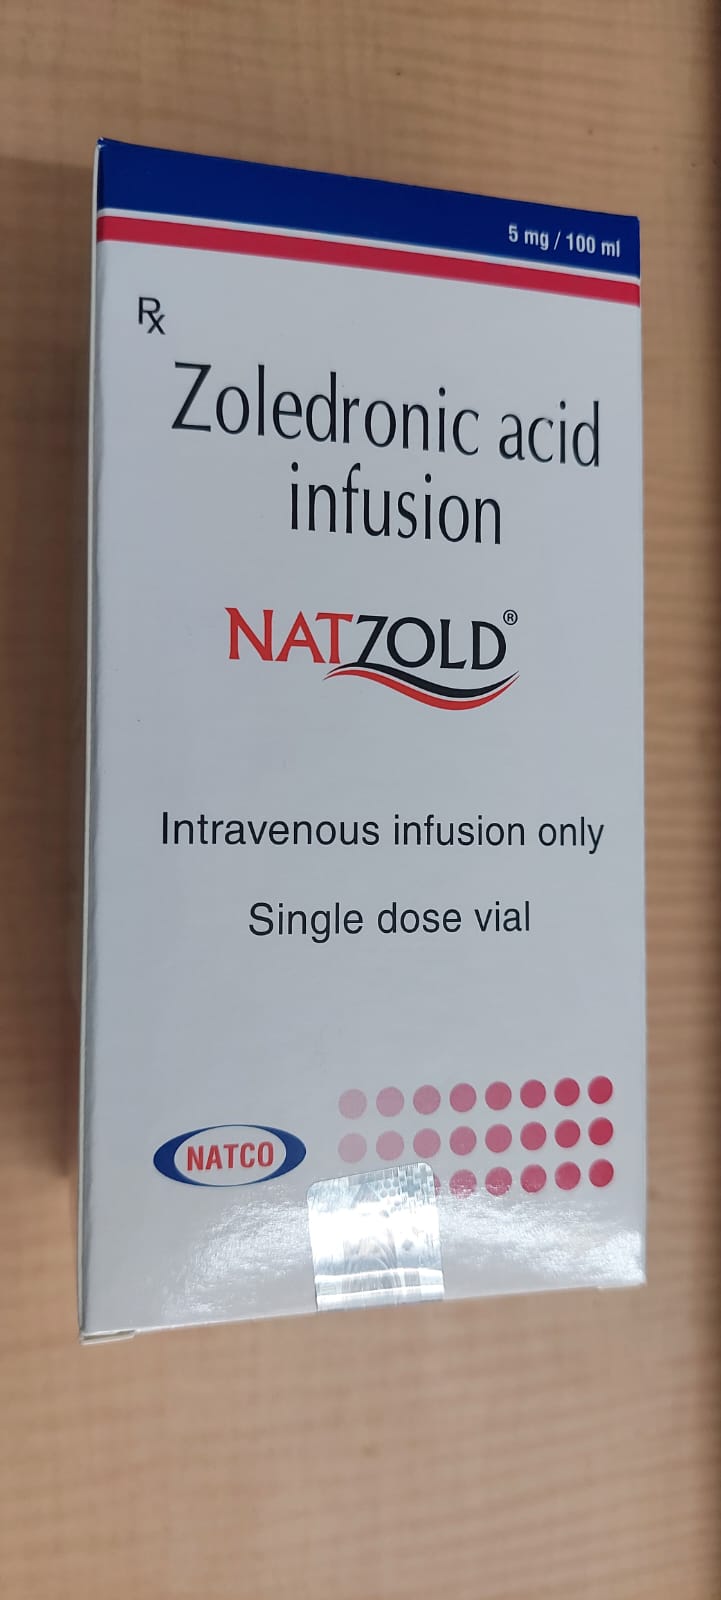 5 mg / 100 ml
Rx
Zoledronic acid
infusion
NATZOLD®
Intravenous infusion only
Single dose vial
NATCO